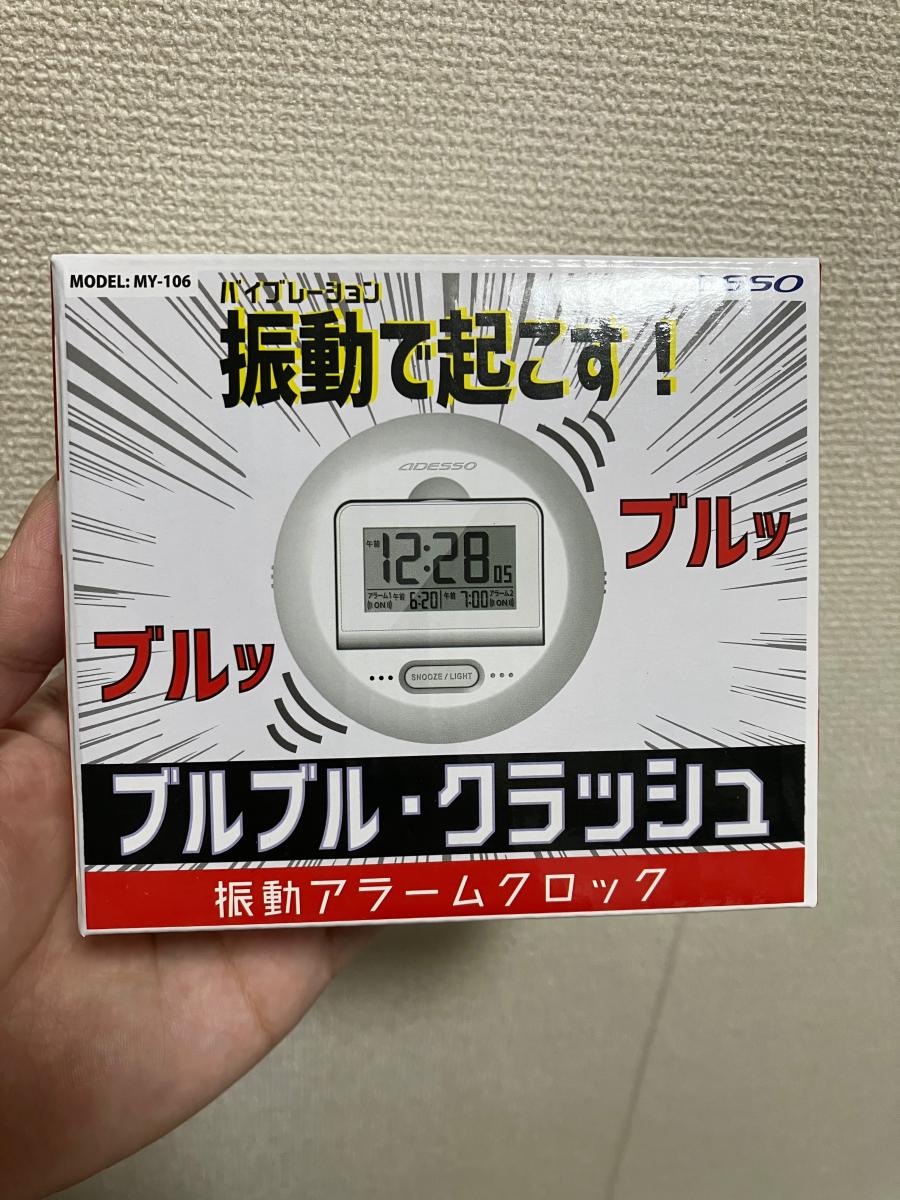 MODEL: MY-106
バイブレーション
振動で起こす!
ADESSO
午前 12:28 05
アラーム1 午前 6:20 午前 7:00 アラーム2
ON ON
ブルッ
ブルッ
SNOOZE / LIGHT
ブルブル・クラッシュ
振動アラームクロック